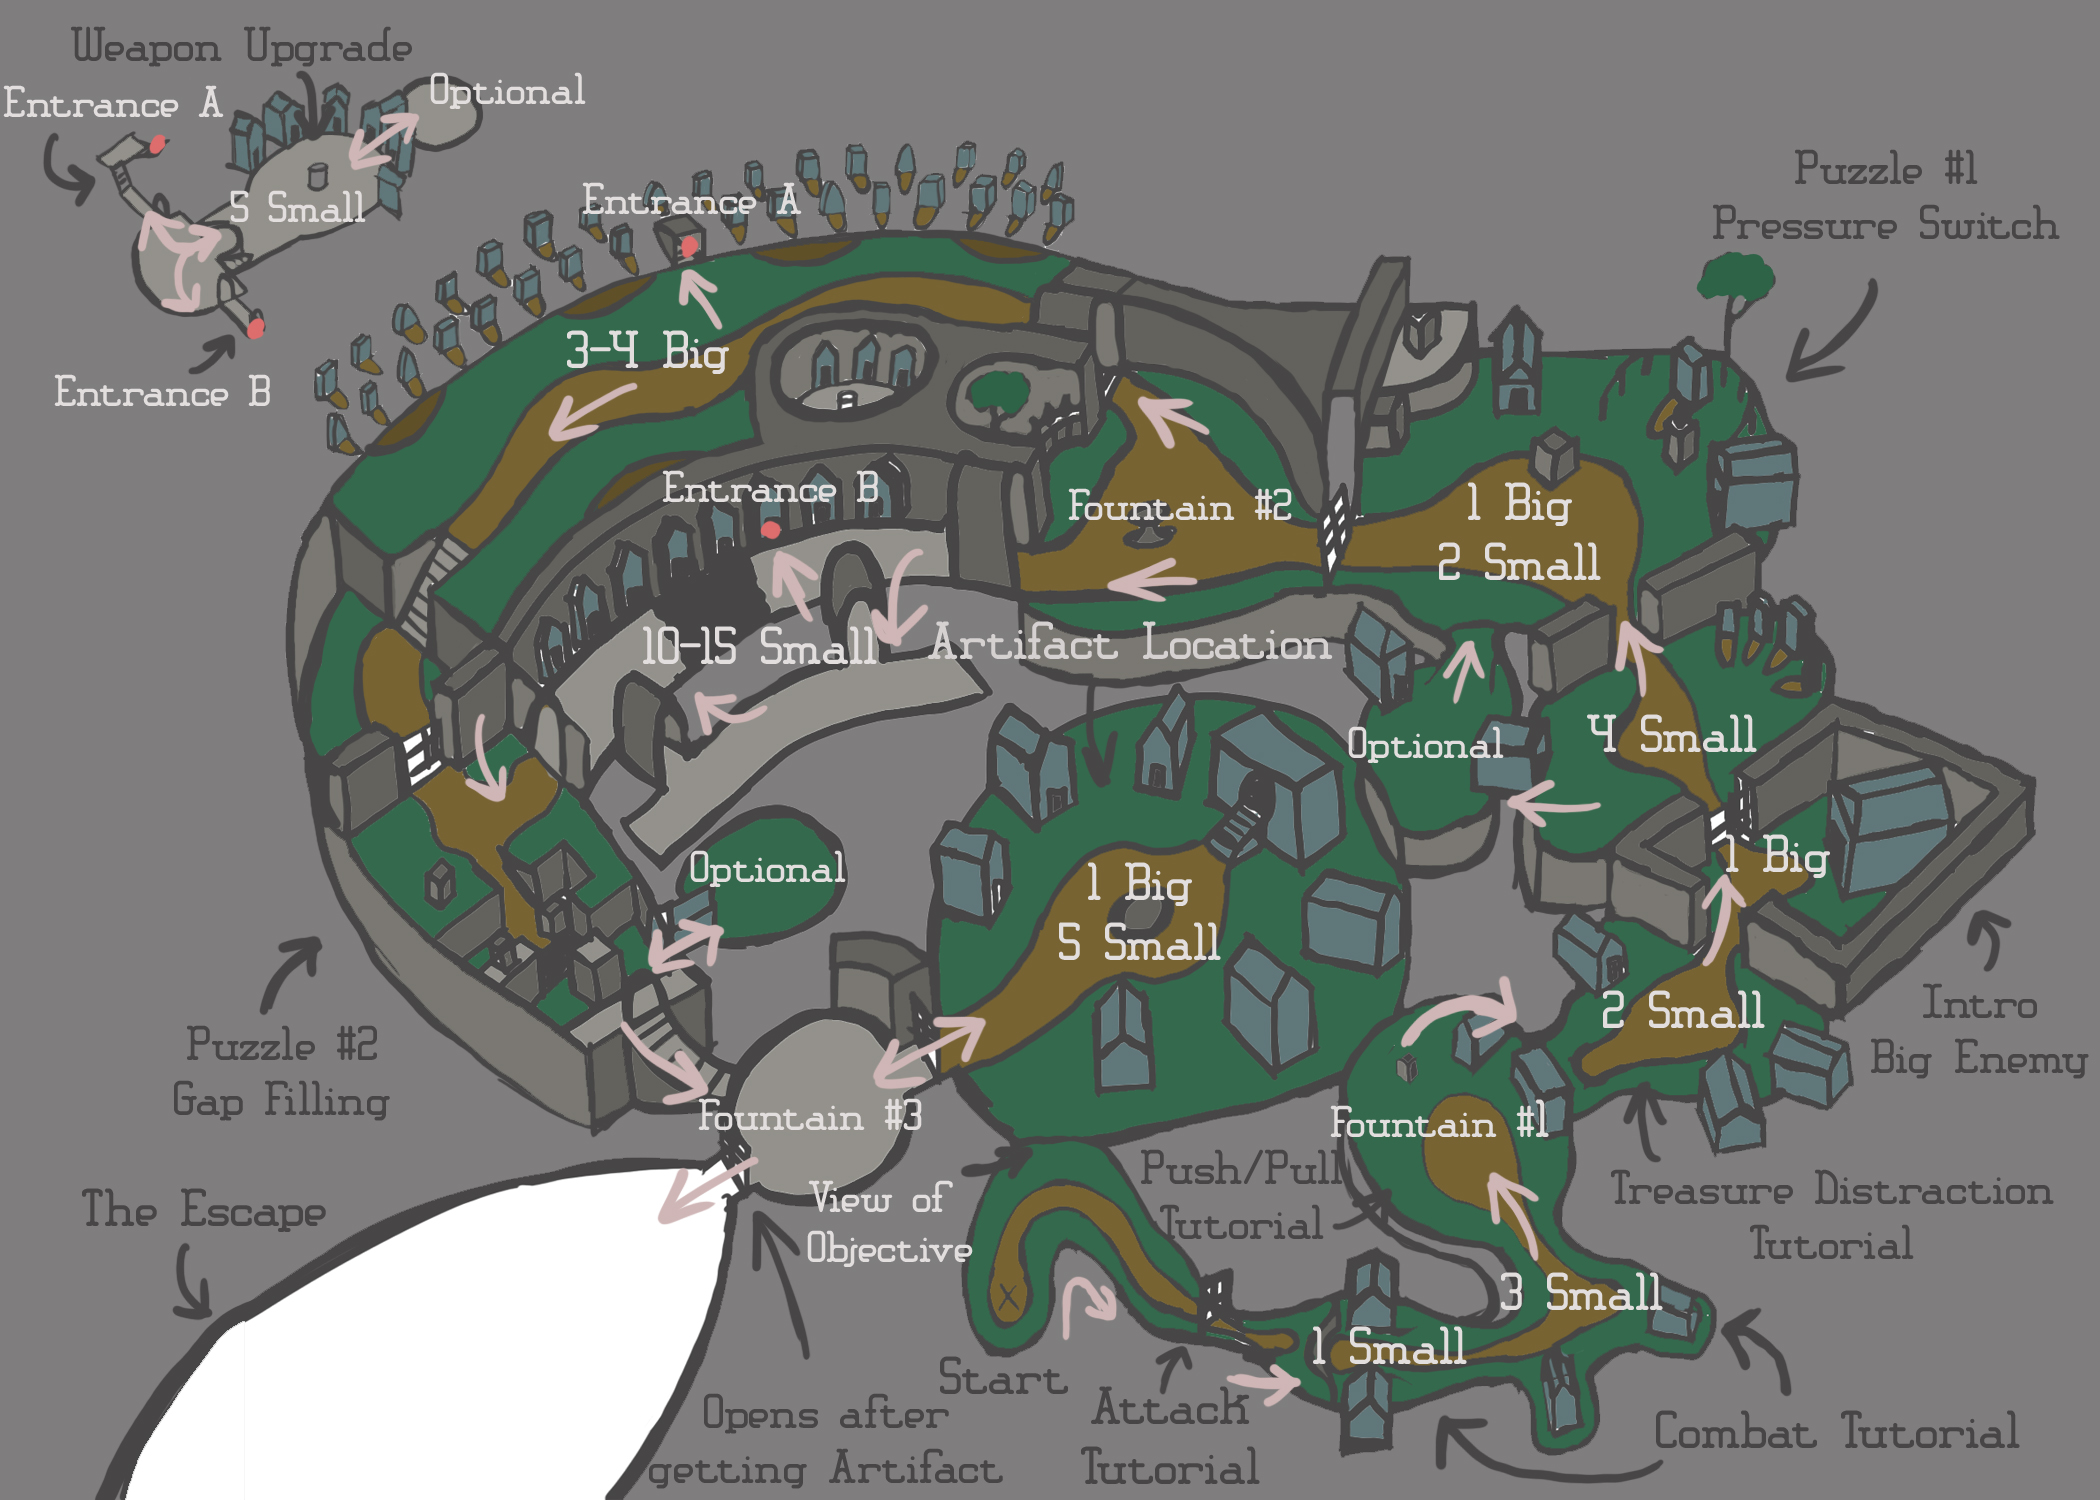 Weapon Upgrade
Entrance A
Optional
5 Small
Entrance B
Entrance A
3-4 Big
Entrance B
10-15 Small
Fountain #2
Artifact Location
Puzzle #1
Pressure Switch
1 Big
2 Small
Optional
4 Small
1 Big
2 Small
Intro
Big Enemy
Optional
1 Big
5 Small
Puzzle #2
Gap Filling
Fountain #3
View of
Objective
The Escape
Fountain #1
Push/Pull
Tutorial
Treasure Distraction
Tutorial
3 Small
1 Small
X
Start
Attack
Tutorial
Combat Tutorial
Opens after
getting Artifact